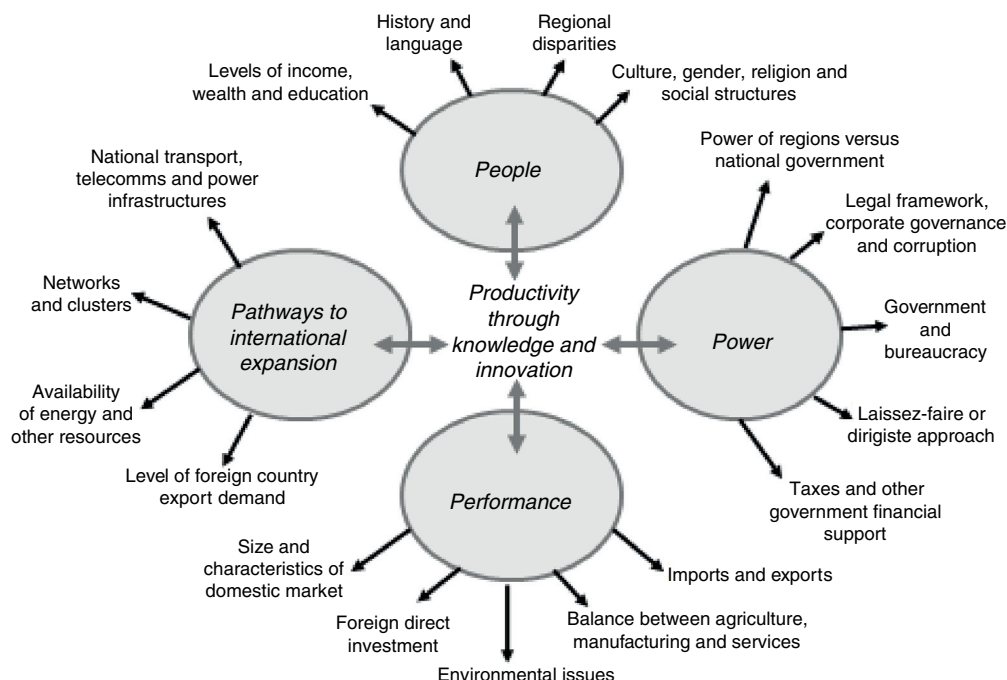 History and
language
Regional
disparities
Levels of income,
wealth and education
Culture, gender, religion and
social structures
People
Power of regions versus
national government
Legal framework,
corporate governance
and corruption
Government
and
bureaucracy
Laissez-faire or
dirigiste approach
Taxes and other
government financial
support
Power
National transport,
telecomms and power
infrastructures
Networks
and clusters
Availability
of energy and
other resources
Level of foreign country
export demand
Pathways to
international
expansion
Productivity
through
knowledge and
innovation
Performance
Size and
characteristics of
domestic market
Foreign direct
investment
Environmental issues
Balance between agriculture,
manufacturing and services
Imports and exports